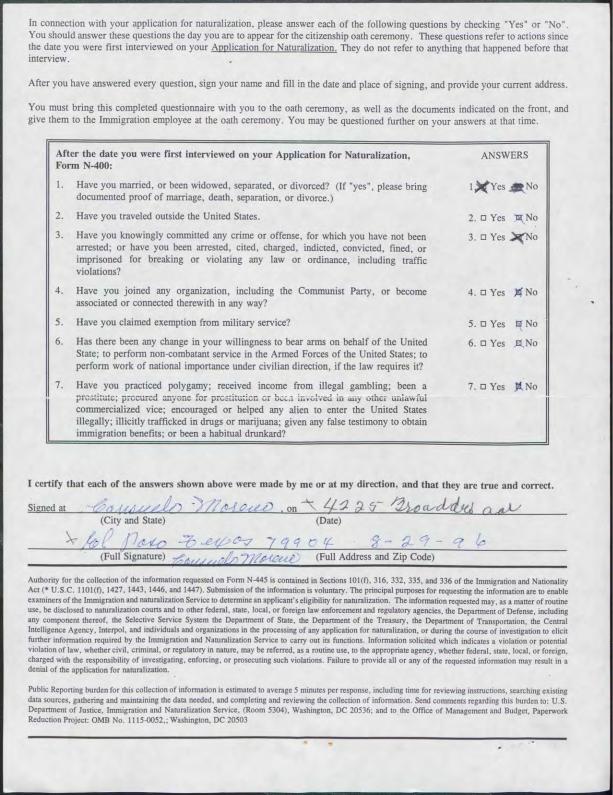 In connection with your application for naturalization, please answer each of the following questions by checking "Yes" or "No".
You should answer these questions the day you are to appear for the citizenship oath ceremony. These questions refer to actions since
the date you were first interviewed on your Application for Naturalization. They do not refer to anything that happened before that
interview.
After you have answered every question, sign your name and fill in the date and place of signing, and provide your current address.
You must bring this completed questionnaire with you to the oath ceremony, as well as the documents indicated on the front, and
give them to the Immigration employee at the oath ceremony. You may be questioned further on your answers at that time.
After the date you were first interviewed on your Application for Naturalization, ANSWERS
Form N-400:
1. Have you married, or been widowed, separated, or divorced? (If "yes", please bring 1. Yes No
documented proof of marriage, death, separation, or divorce.)
2. Have you traveled outside the United States. 2. □ Yes No
3. Have you knowingly committed any crime or offense, for which you have not been 3. □ Yes No
arrested; or have you been arrested, cited, charged, indicted, convicted, fined, or
imprisoned for breaking or violating any law or ordinance, including traffic
violations?
4. Have you joined any organization, including the Communist Party, or become 4. □ Yes No
associated or connected therewith in any way?
5. Have you claimed exemption from military service? 5. □ Yes No
6. Has there been any change in your willingness to bear arms on behalf of the United 6. □ Yes No
State; to perform non-combatant service in the Armed Forces of the United States; to
perform work of national importance under civilian direction, if the law requires it?
7. Have you practiced polygamy; received income from illegal gambling; been a 7. □ Yes No
prostitute; procured anyone for prostitution or been involved in any other unlawful
commercialized vice; encouraged or helped any alien to enter the United States
illegally; illicitly trafficked in drugs or marijuana; given any false testimony to obtain
immigration benefits; or been a habitual drunkard?
I certify that each of the answers shown above were made by me or at my direction, and that they are true and correct.
Signed at Consuelo Moreno, on x 4225 Broaddus
(City and State) (Date)
x Paso Texas 79904 8-29-96
(Full Signature) Consuelo Moreno (Full Address and Zip Code)
Authority for the collection of the information requested on Form N-445 is contained in Sections 101(f), 316, 332, 335, and 336 of the Immigration and Nationality
Act (* U.S.C. 1101(f), 1427, 1443, 1446, and 1447). Submission of the information is voluntary. The principal purposes for requesting the information are to enable
examiners of the Immigration and naturalization Service to determine an applicant's eligibility for naturalization. The information requested may, as a matter of routine
use, be disclosed to naturalization courts and to other federal, state, local, or foreign law enforcement and regulatory agencies, the Department of Defense, including
any component thereof, the Selective Service System the Department of State, the Department of the Treasury, the Department of Transportation, the Central
Intelligence Agency, Interpol, and individuals and organizations in the processing of any application for naturalization, or during the course of investigation to elicit
further information required by the Immigration and Naturalization Service to carry out its functions. Information solicited which indicates a violation or potential
violation of law, whether civil, criminal, or regulatory in nature, may be referred, as a routine use, to the appropriate agency, whether federal, state, local, or foreign,
charged with the responsibility of investigating, enforcing, or prosecuting such violations. Failure to provide all or any of the requested information may result in a
denial of the application for naturalization.
Public Reporting burden for this collection of information is estimated to average 5 minutes per response, including time for reviewing instructions, searching existing
data sources, gathering and maintaining the data needed, and completing and reviewing the collection of information. Send comments regarding this burden to: U.S.
Department of Justice, Immigration and Naturalization Service, (Room 5304), Washington, DC 20536; and to the Office of Management and Budget, Paperwork
Reduction Project: OMB No. 1115-0052,; Washington, DC 20503